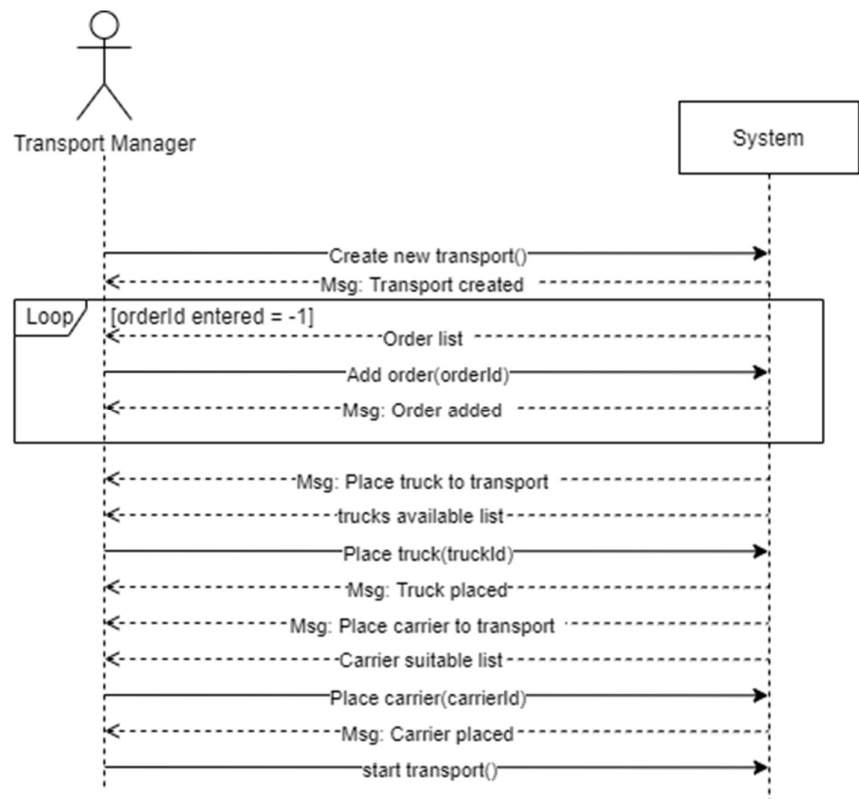 Transport Manager
System
Create new transport()
Msg: Transport created
Loop
[orderId entered = -1]
Order list
Add order(orderId)
Msg: Order added
Msg: Place truck to transport
trucks available list
Place truck(truckId)
Msg: Truck placed
Msg: Place carrier to transport
Carrier suitable list
Place carrier(carrierId)
Msg: Carrier placed
start transport()